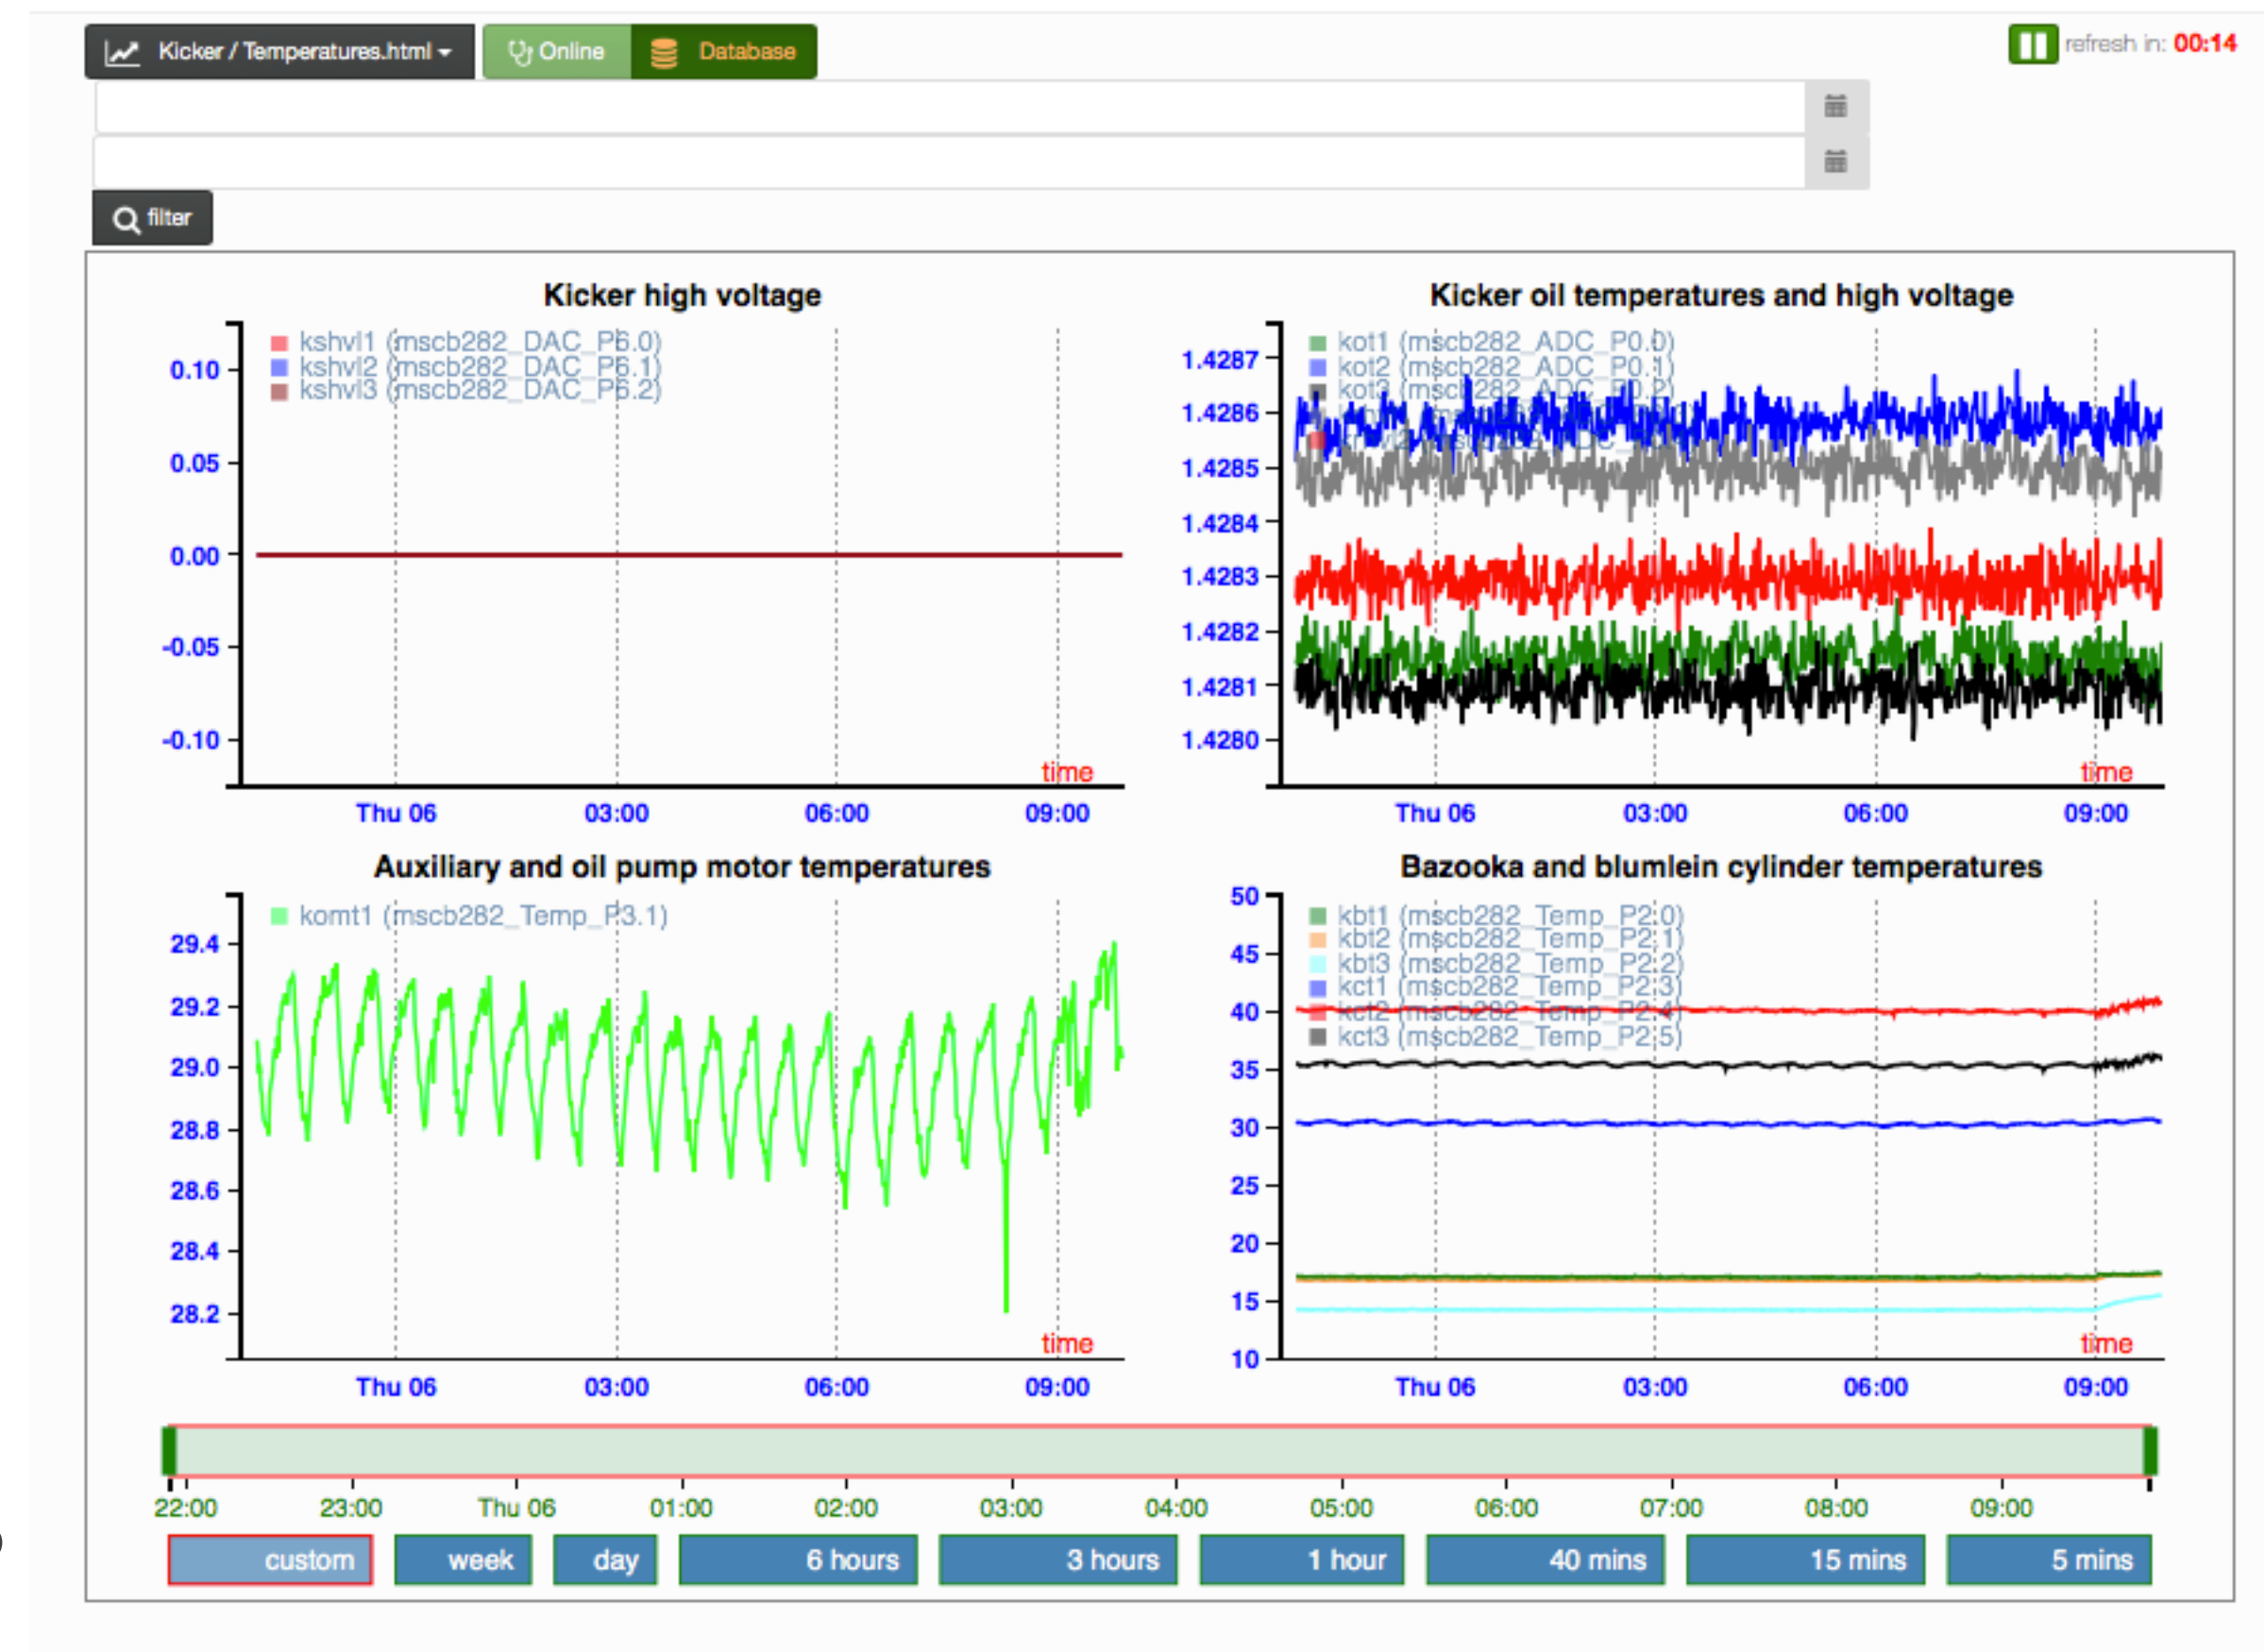 Kicker / Temperatures.html
Online
Database
refresh in: 00:14
filter
Kicker high voltage
kshvl1 (mscb282_DAC_P6.0)
kshvl2 (mscb282_DAC_P6.1)
kshvl3 (mscb282_DAC_P6.2)
0.10
0.05
0.00
-0.05
-0.10
time
Thu 06 03:00 06:00 09:00
Kicker oil temperatures and high voltage
kot1 (mscb282_ADC_P0.0)
kot2 (mscb282_ADC_P0.1)
kot3 (mscb282_ADC_P0.2)
1.4287
1.4286
1.4285
1.4284
1.4283
1.4282
1.4281
1.4280
time
Thu 06 03:00 06:00 09:00
Auxiliary and oil pump motor temperatures
komt1 (mscb282_Temp_P3.1)
29.4
29.2
29.0
28.8
28.6
28.4
28.2
time
Thu 06 03:00 06:00 09:00
Bazooka and blumlein cylinder temperatures
kbt1 (mscb282_Temp_P2.0)
kbt2 (mscb282_Temp_P2.1)
kbt3 (mscb282_Temp_P2.2)
kct1 (mscb282_Temp_P2.3)
kct2 (mscb282_Temp_P2.4)
kct3 (mscb282_Temp_P2.5)
50
45
40
35
30
25
20
15
10
time
Thu 06 03:00 06:00 09:00
22:00 23:00 Thu 06 01:00 02:00 03:00 04:00 05:00 06:00 07:00 08:00 09:00
custom week day 6 hours 3 hours 1 hour 40 mins 15 mins 5 mins